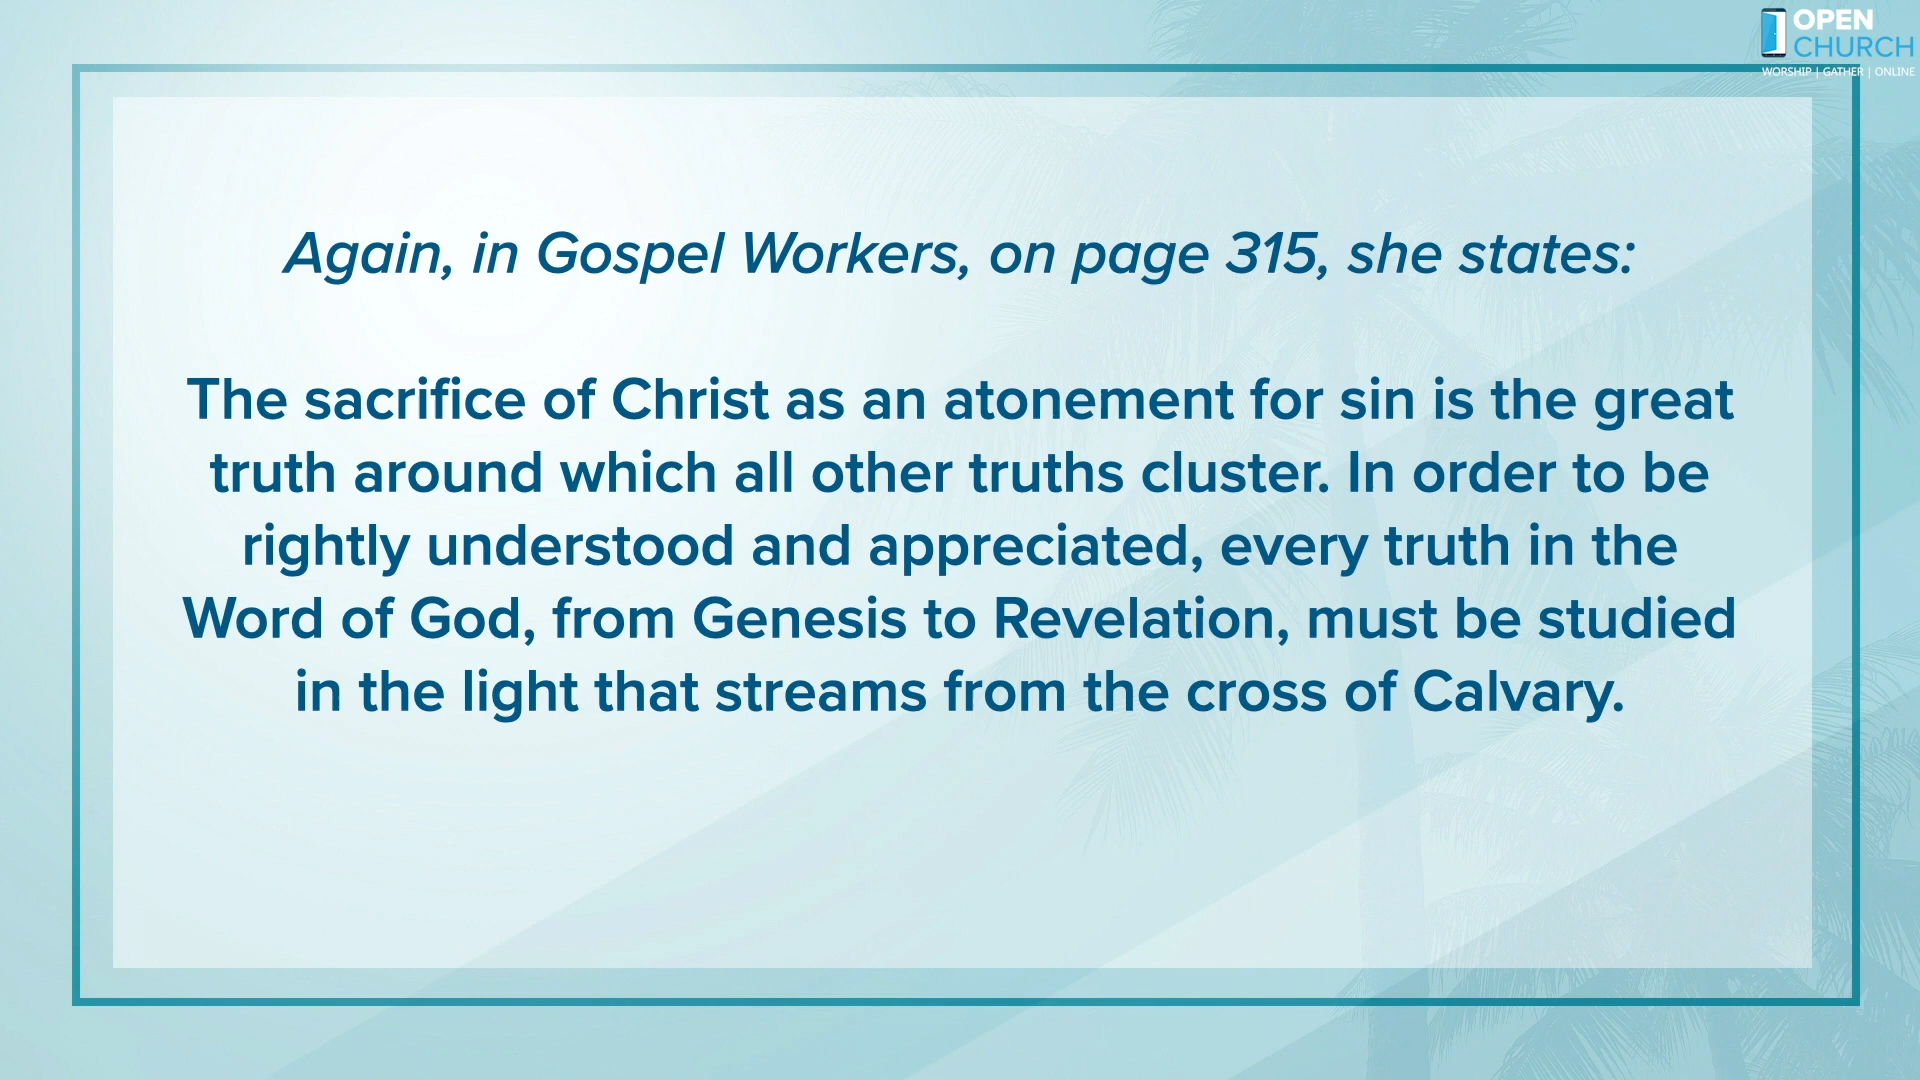 OPEN
CHURCH
WORSHIP | GATHER | ONLINE
Again, in Gospel Workers, on page 315, she states:
The sacrifice of Christ as an atonement for sin is the great
truth around which all other truths cluster. In order to be
rightly understood and appreciated, every truth in the
Word of God, from Genesis to Revelation, must be studied
in the light that streams from the cross of Calvary.